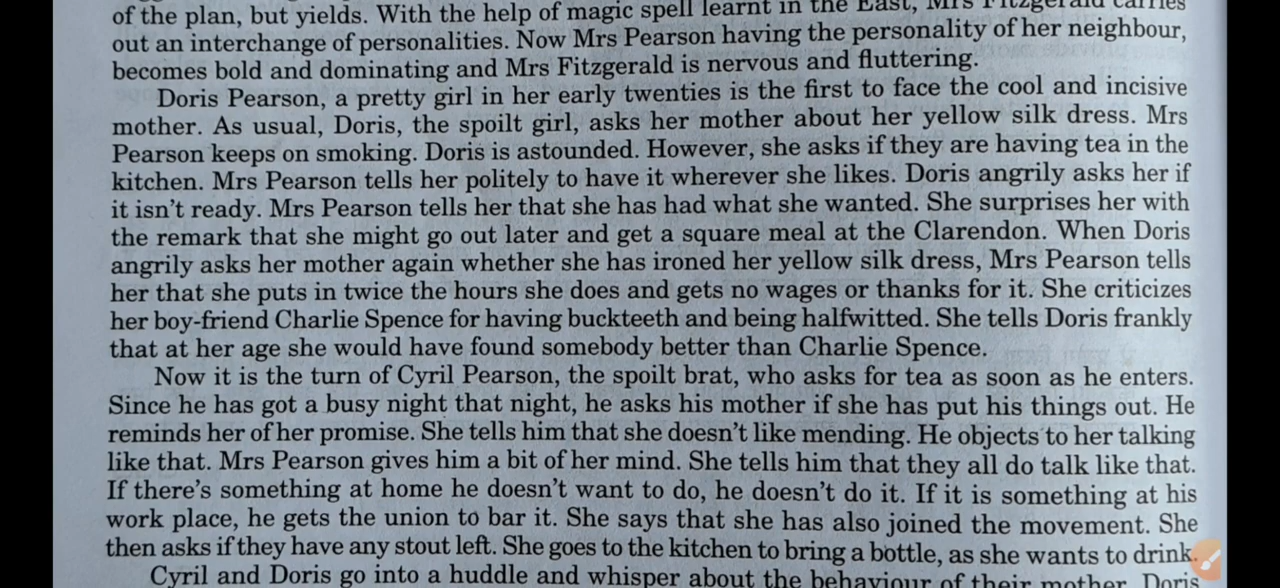 of the plan, but yields. With the help of magic spell learnt in the East, Mrs Fitzgerald carries
out an interchange of personalities. Now Mrs Pearson having the personality of her neighbour,
becomes bold and dominating and Mrs Fitzgerald is nervous and fluttering.
Doris Pearson, a pretty girl in her early twenties is the first to face the cool and incisive
mother. As usual, Doris, the spoilt girl, asks her mother about her yellow silk dress. Mrs
Pearson keeps on smoking. Doris is astounded. However, she asks if they are having tea in the
kitchen. Mrs Pearson tells her politely to have it wherever she likes. Doris angrily asks her if
it isn't ready. Mrs Pearson tells her that she has had what she wanted. She surprises her with
the remark that she might go out later and get a square meal at the Clarendon. When Doris
angrily asks her mother again whether she has ironed her yellow silk dress, Mrs Pearson tells
her that she puts in twice the hours she does and gets no wages or thanks for it. She criticizes
her boy-friend Charlie Spence for having buckteeth and being halfwitted. She tells Doris frankly
that at her age she would have found somebody better than Charlie Spence.
Now it is the turn of Cyril Pearson, the spoilt brat, who asks for tea as soon as he enters.
Since he has got a busy night that night, he asks his mother if she has put his things out. He
reminds her of her promise. She tells him that she doesn't like mending. He objects to her talking
like that. Mrs Pearson gives him a bit of her mind. She tells him that they all do talk like that.
If there's something at home he doesn't want to do, he doesn't do it. If it is something at his
work place, he gets the union to bar it. She says that she has also joined the movement. She
then asks if they have any stout left. She goes to the kitchen to bring a bottle, as she wants to drink.
Cyril and Doris go into a huddle and whisper about the behaviour of their mother. Doris